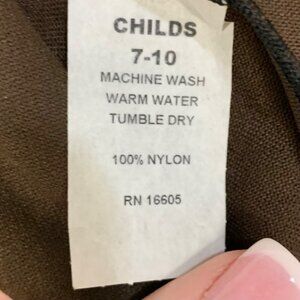 CHILDS
7-10
MACHINE WASH
WARM WATER
TUMBLE DRY
100% NYLON
RN 16605